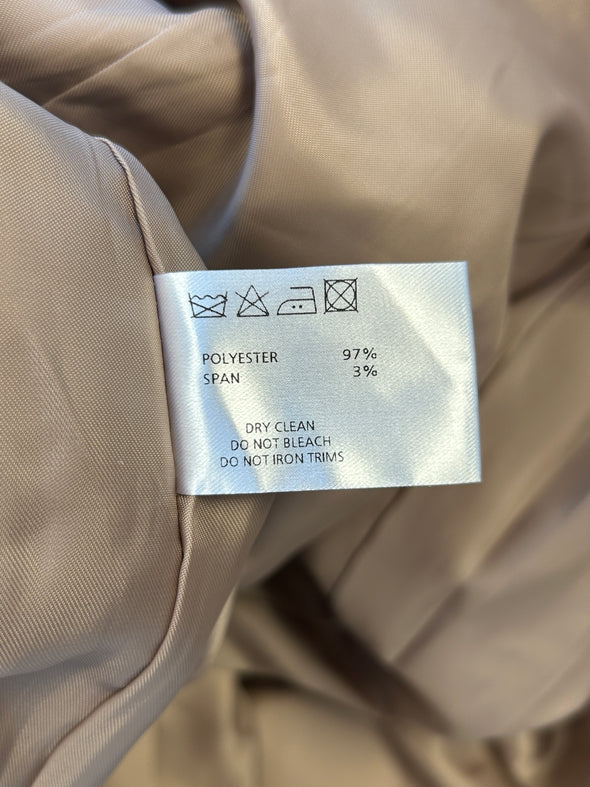 POLYESTER 97%
SPAN 3%
DRY CLEAN
DO NOT BLEACH
DO NOT IRON TRIMS